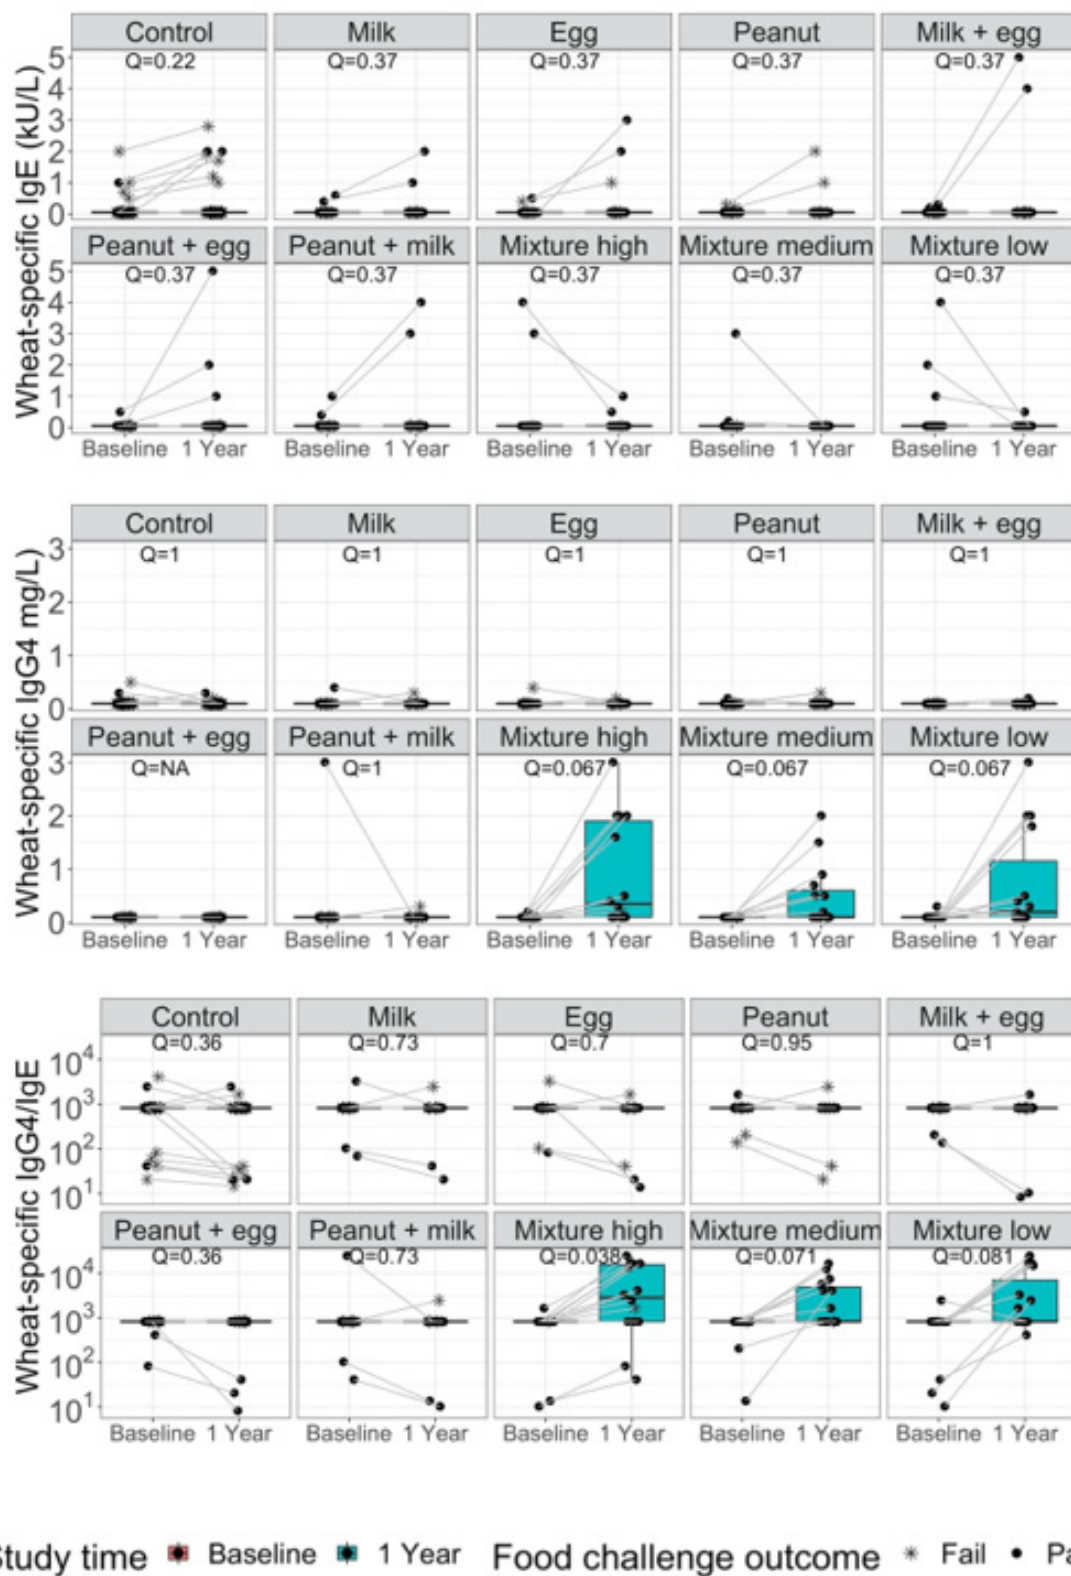 Control Milk Egg Peanut Milk + egg
Q=0.22 Q=0.37 Q=0.37 Q=0.37 Q=0.37
Wheat-specific IgE (kU/L)
5
4
3
2
1
0
Peanut + egg Peanut + milk Mixture high Mixture medium Mixture low
Q=0.37 Q=0.37 Q=0.37 Q=0.37 Q=0.37
5
4
3
2
1
0
Baseline 1 Year Baseline 1 Year Baseline 1 Year Baseline 1 Year Baseline 1 Year
Control Milk Egg Peanut Milk + egg
Q=1 Q=1 Q=1 Q=1 Q=1
Wheat-specific IgG4 mg/L)
3
2
1
0
Peanut + egg Peanut + milk Mixture high Mixture medium Mixture low
Q=NA Q=1 Q=0.067 Q=0.067 Q=0.067
3
2
1
0
Baseline 1 Year Baseline 1 Year Baseline 1 Year Baseline 1 Year Baseline 1 Year
Control Milk Egg Peanut Milk + egg
Q=0.36 Q=0.73 Q=0.7 Q=0.95 Q=1
Wheat-specific IgG4/IgE
10⁴
10³
10²
10¹
Peanut + egg Peanut + milk Mixture high Mixture medium Mixture low
Q=0.36 Q=0.73 Q=0.038 Q=0.071 Q=0.081
10⁴
10³
10²
10¹
Baseline 1 Year Baseline 1 Year Baseline 1 Year Baseline 1 Year Baseline 1 Year
Study time Baseline 1 Year Food challenge outcome Fail Pa